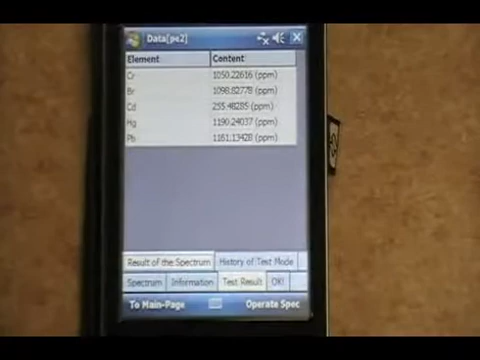 Data[pe2]
Element Content
Cr 1050.22616 (ppm)
Br 1098.82778 (ppm)
Cd 255.48285 (ppm)
Hg 1190.24037 (ppm)
Pb 1161.13428 (ppm)
Result of the Spectrum History of Test Mode
Spectrum Information Test Result OK!
To Main-Page Operate Spec